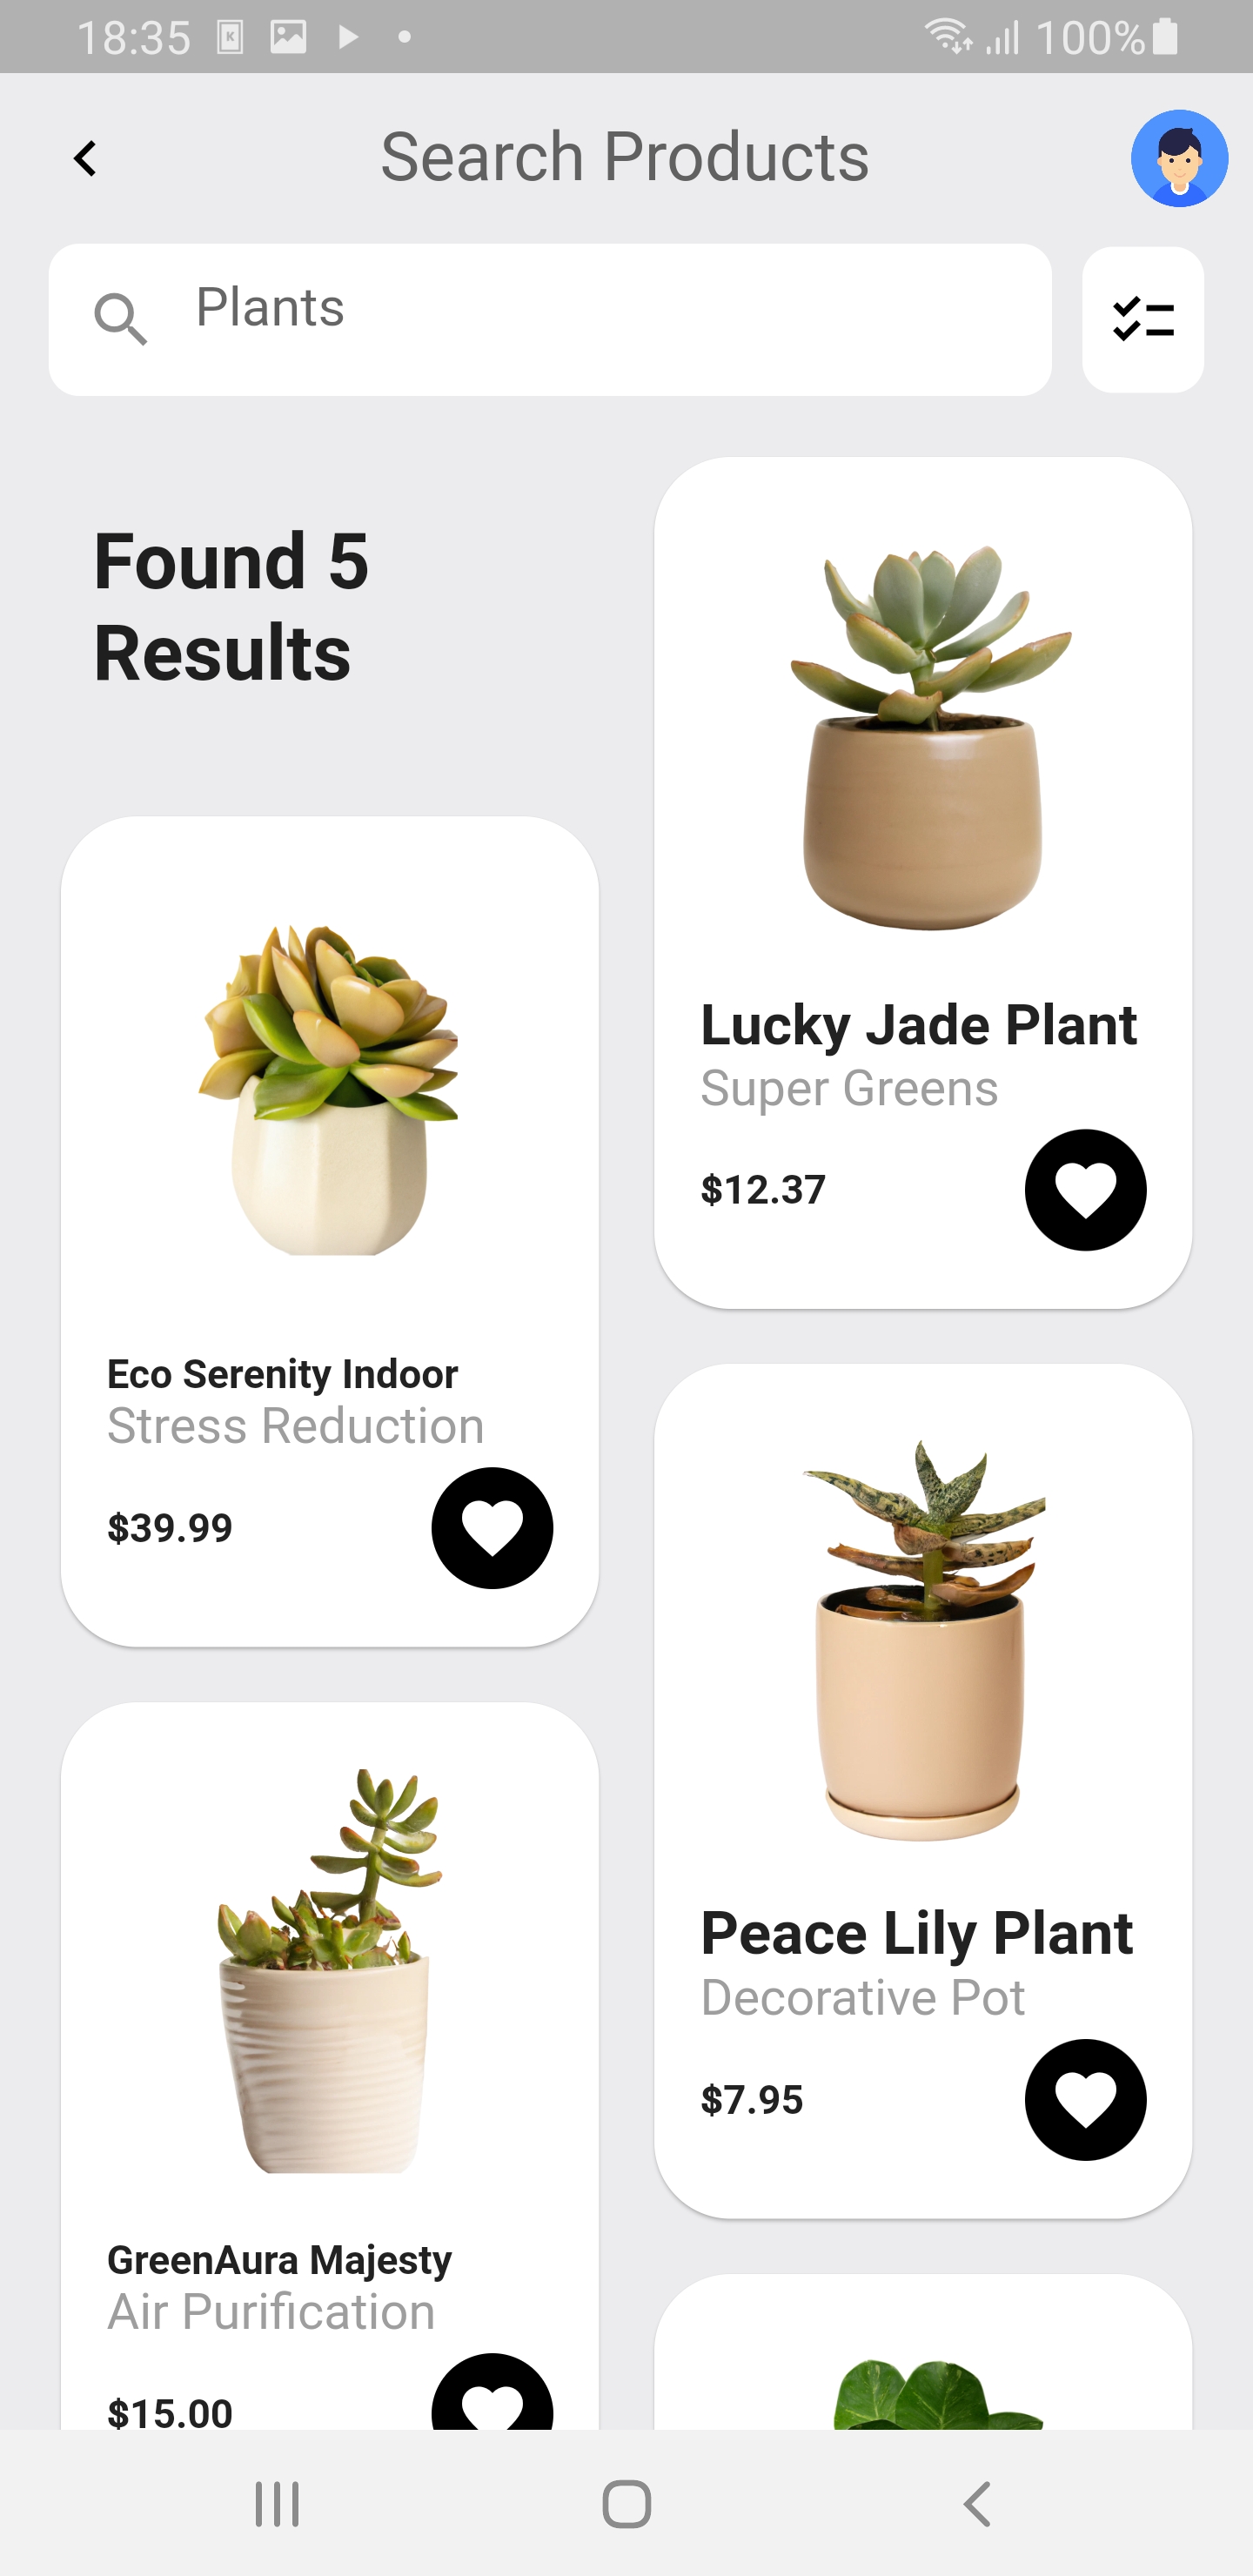 18:35
100%
Search Products
Plants
Found 5
Results
Lucky Jade Plant
Super Greens
$12.37
Eco Serenity Indoor
Stress Reduction
$39.99
Peace Lily Plant
Decorative Pot
$7.95
GreenAura Majesty
Air Purification
$15.00